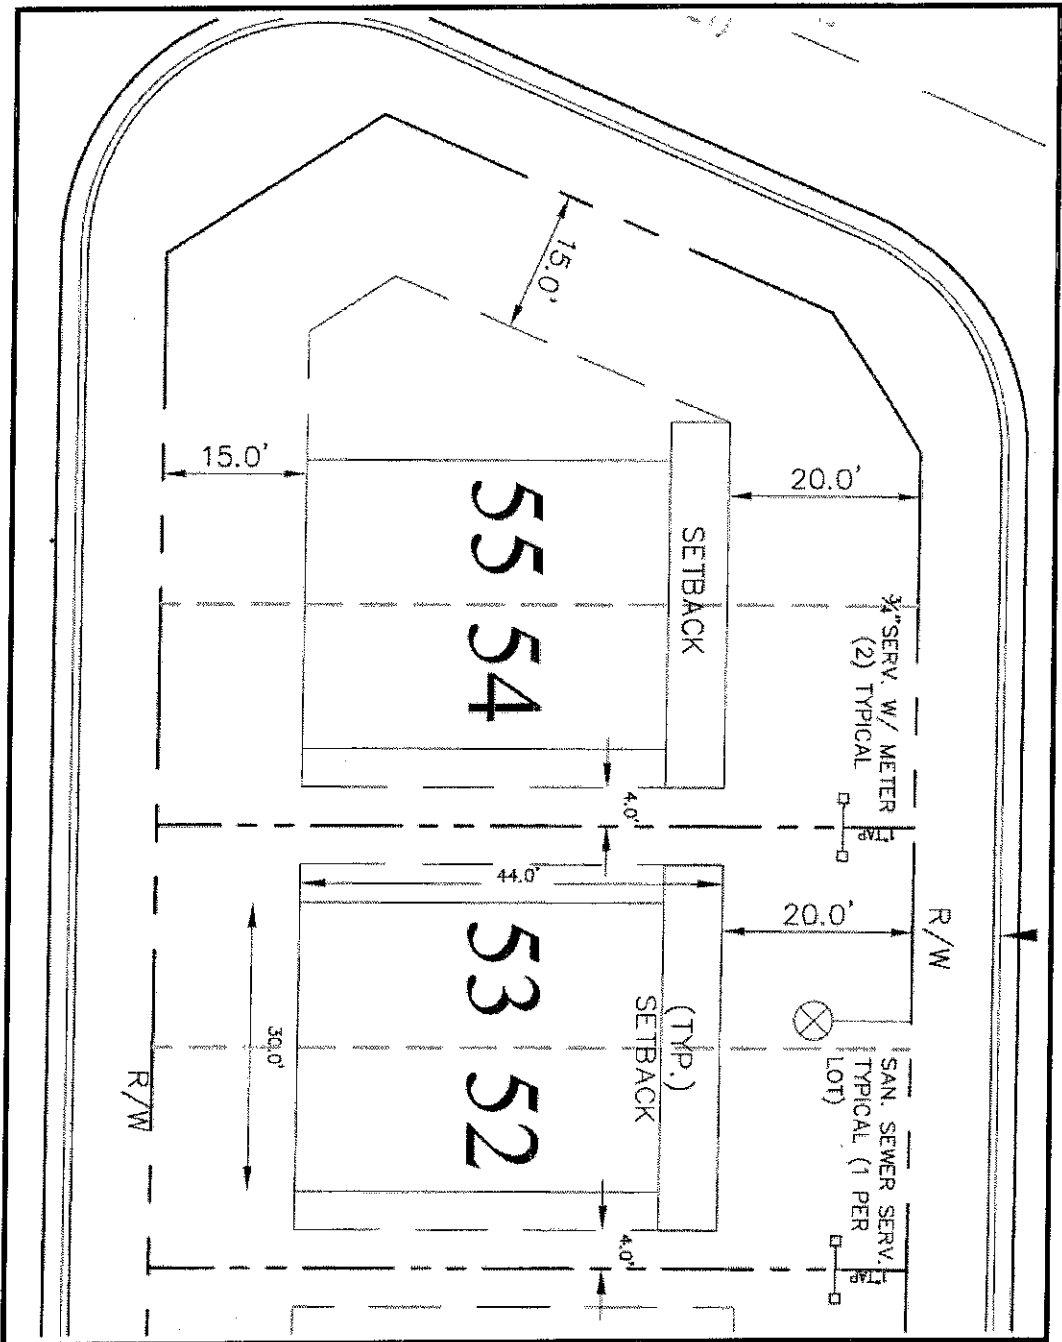 15.0'
15.0'
20.0'
55 54
SETBACK
¾" SERV. W/ METER
(2) TYPICAL
4.0'
1"TAP
44.0'
20.0'
R/W
53 52
(TYP.)
SETBACK
30.0'
R/W
SAN. SEWER SERV.
TYPICAL (1 PER
LOT)
4.0'
1"TAP